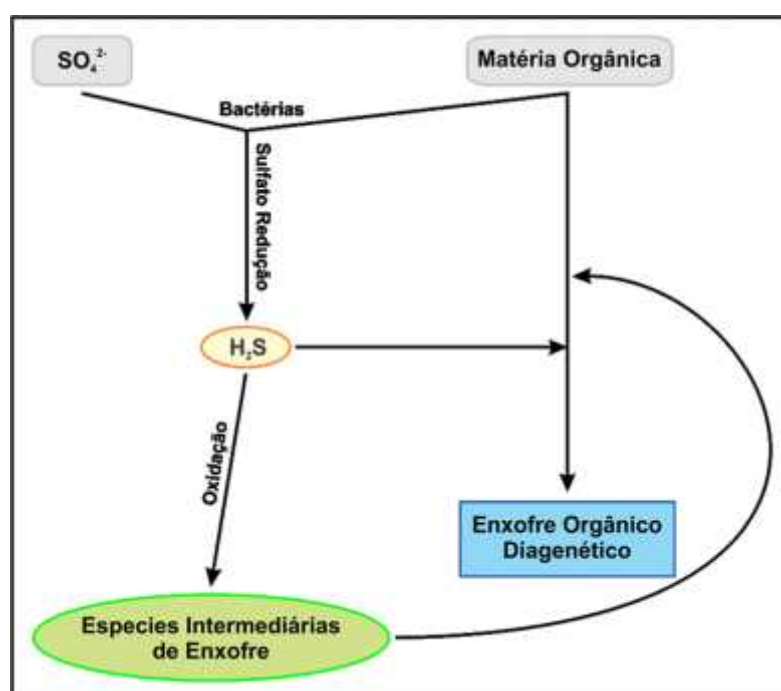 SO₄²⁻
Matéria Orgânica
Bactérias
Sulfato Redução
H₂S
Oxidação
Enxofre Orgânico
Diagenético
Especies Intermediárias
de Enxofre